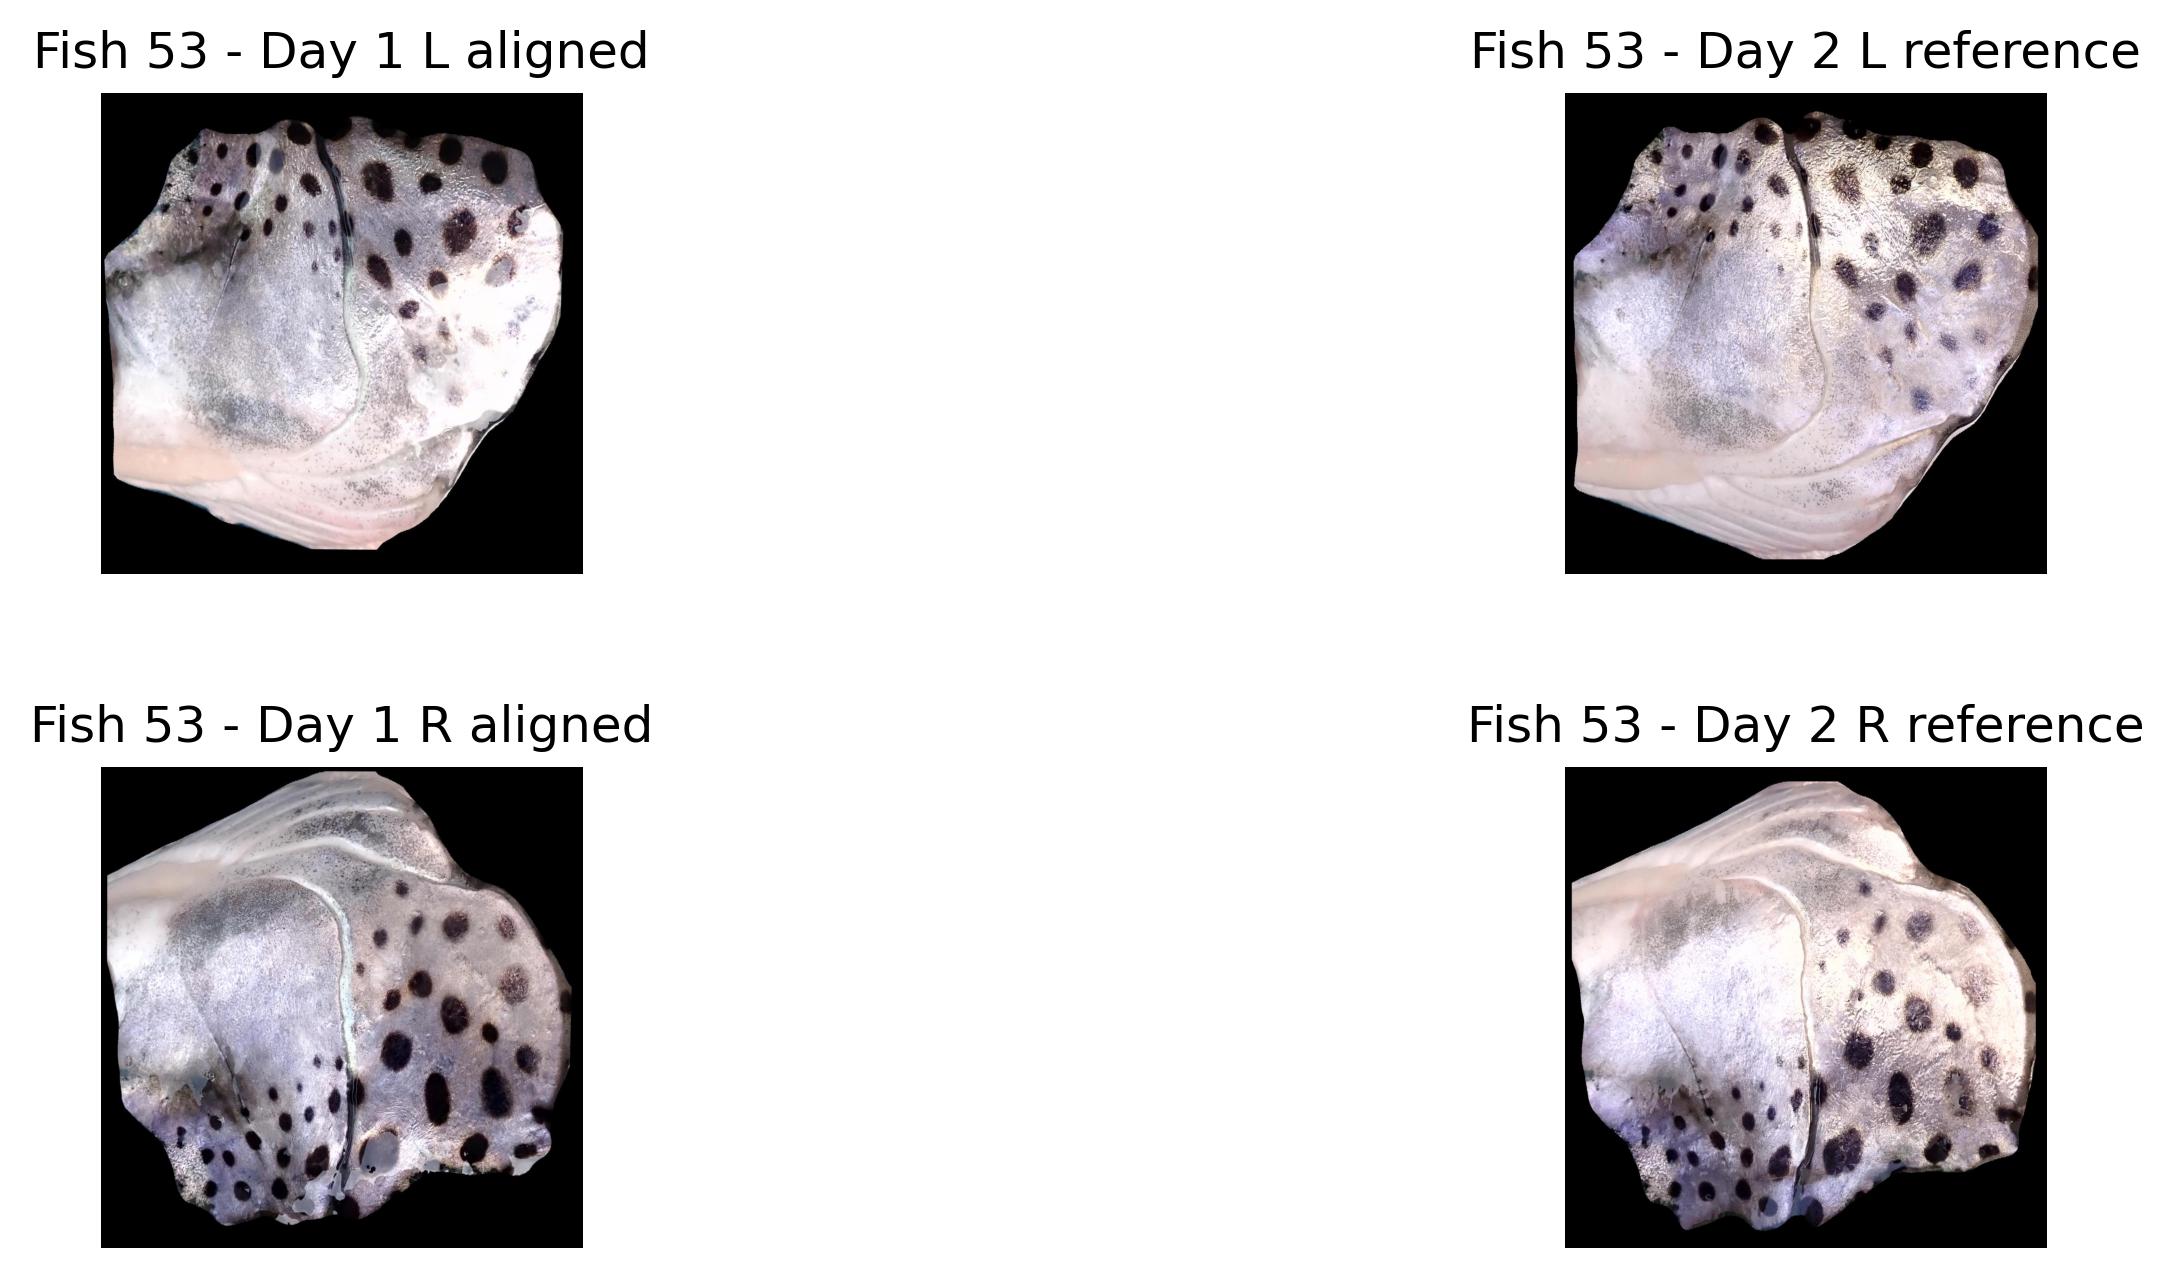 Fish 53 - Day 1 L aligned
Fish 53 - Day 2 L reference
Fish 53 - Day 1 R aligned
Fish 53 - Day 2 R reference